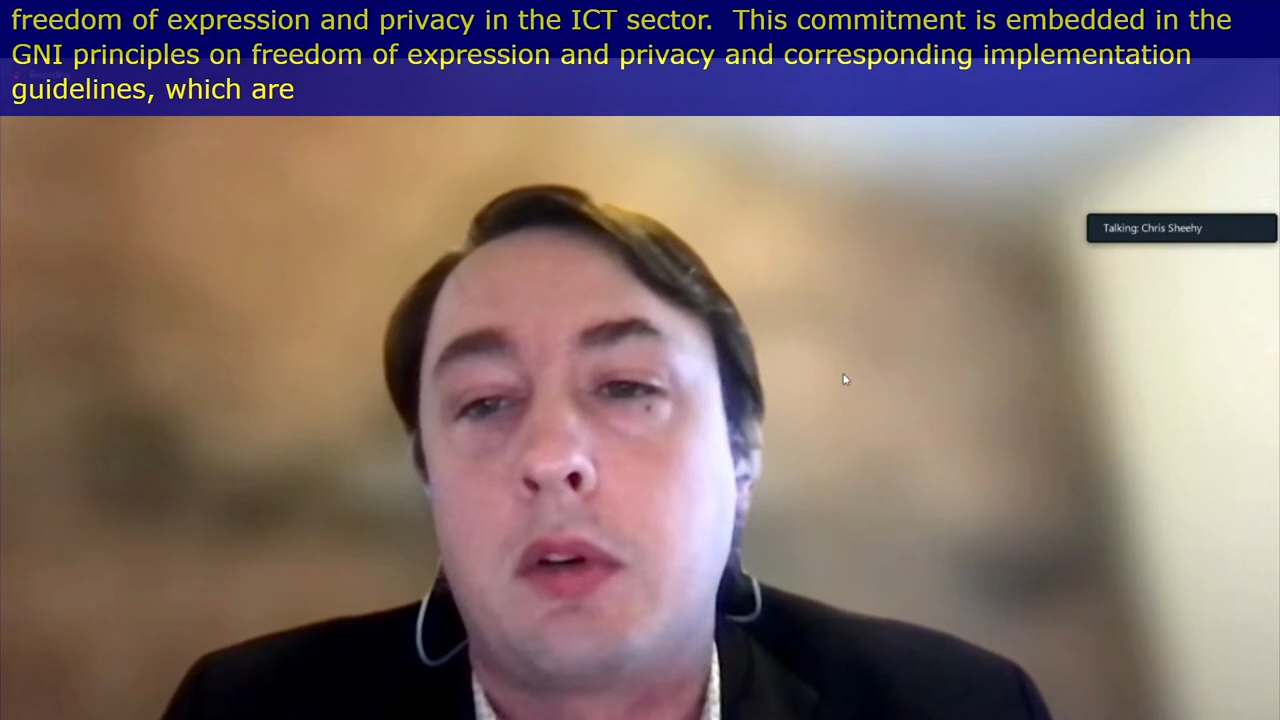 freedom of expression and privacy in the ICT sector.  This commitment is embedded in the
GNI principles on freedom of expression and privacy and corresponding implementation
guidelines, which are
Talking: Chris Sheehy